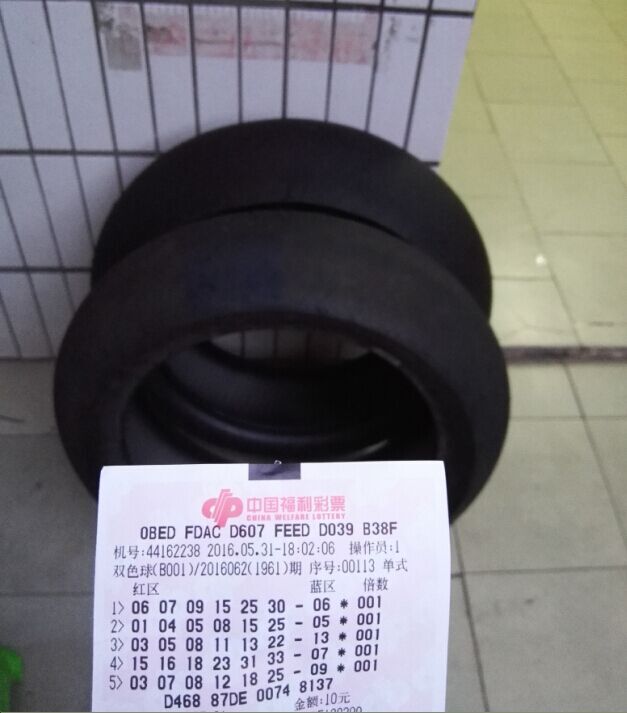 中国福利彩票
CHINA WELFARE LOTTERY
0BED FDAC D607 FEED D039 B38F
机号:44162238 2016.05.31-18:02:06 操作员:1
双色球(B001)/2016062(1961)期 序号:00113 单式
红区 蓝区 倍数
1> 06 07 09 15 25 30 - 06 * 001
2> 01 04 05 08 15 25 - 05 * 001
3> 03 05 08 11 13 22 - 13 * 001
4> 15 16 18 23 31 33 - 07 * 001
5> 03 07 08 12 18 25 - 09 * 001
D468 87DE 0074 8137
金额:10元